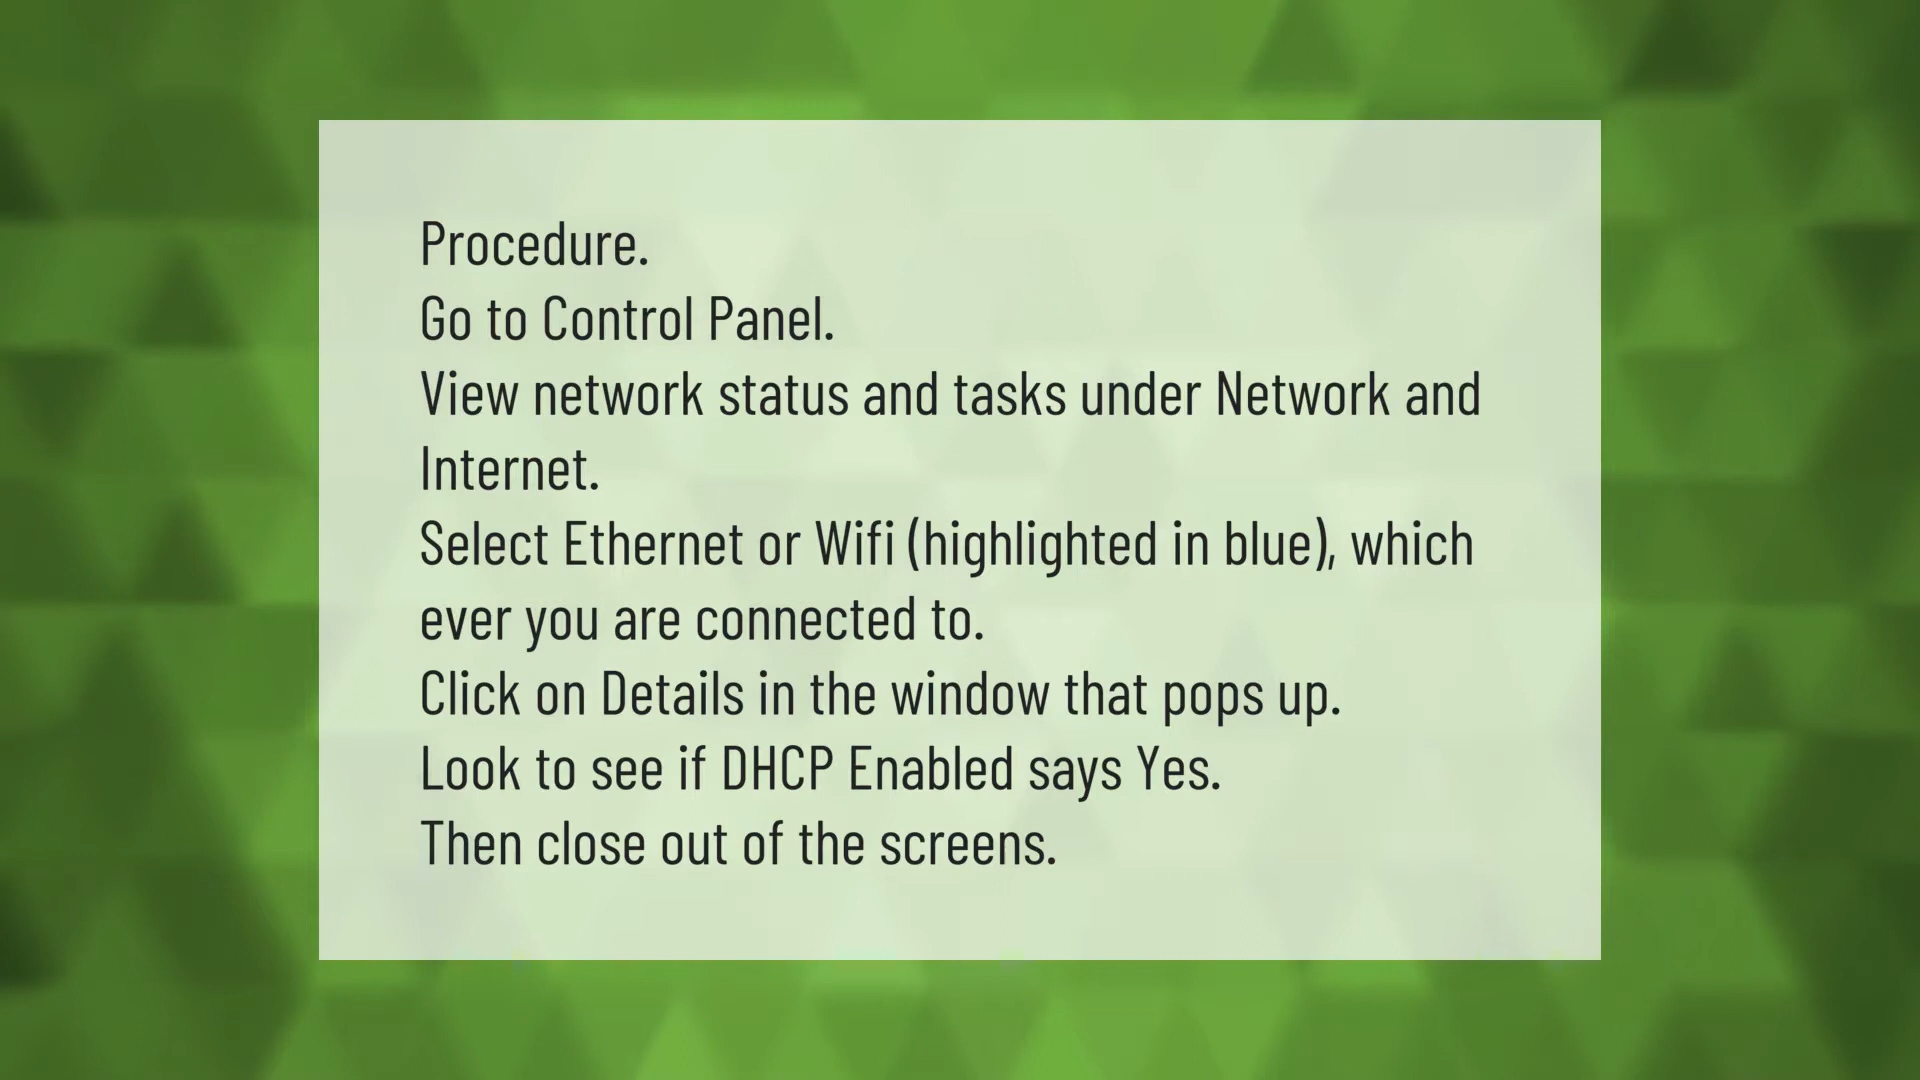 Procedure.
Go to Control Panel.
View network status and tasks under Network and
Internet.
Select Ethernet or Wifi (highlighted in blue), which
ever you are connected to.
Click on Details in the window that pops up.
Look to see if DHCP Enabled says Yes.
Then close out of the screens.